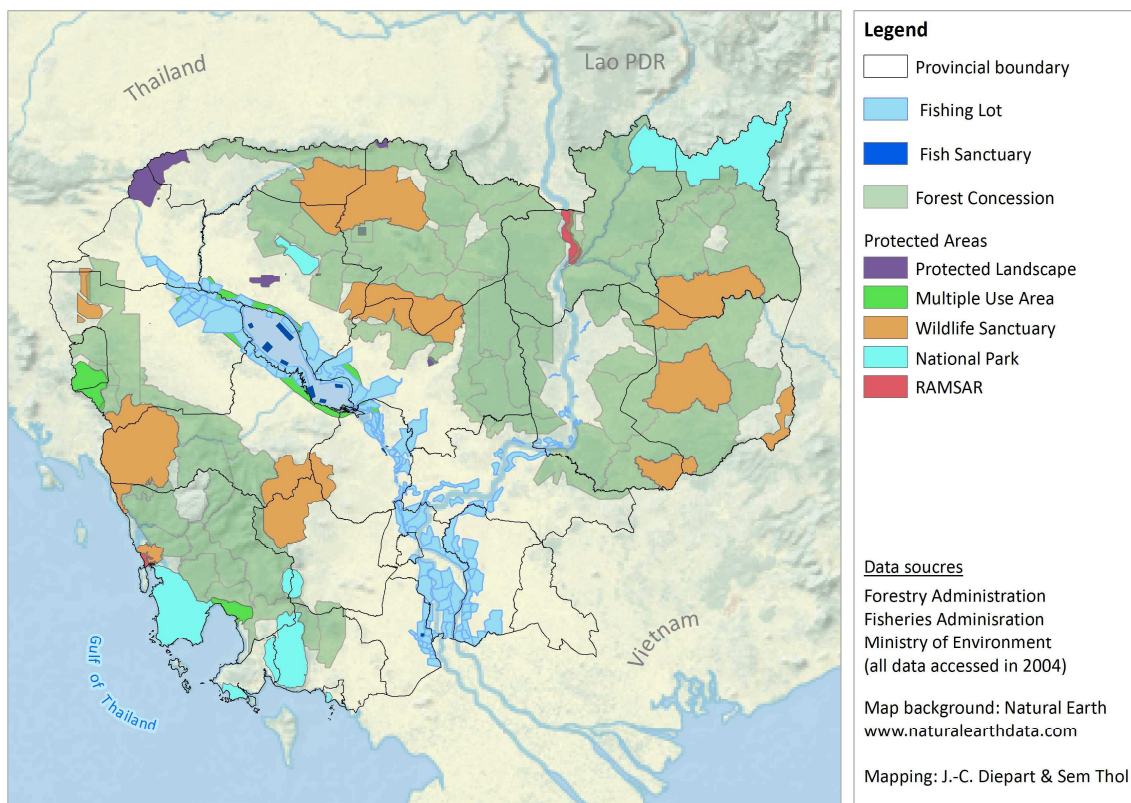 Thailand
Lao PDR
Vietnam
Gulf of Thailand
Legend
Provincial boundary
Fishing Lot
Fish Sanctuary
Forest Concession
Protected Areas
Protected Landscape
Multiple Use Area
Wildlife Sanctuary
National Park
RAMSAR
Data soucres
Forestry Administration
Fisheries Adminisration
Ministry of Environment
(all data accessed in 2004)
Map background: Natural Earth
www.naturalearthdata.com
Mapping: J.-C. Diepart & Sem Thol